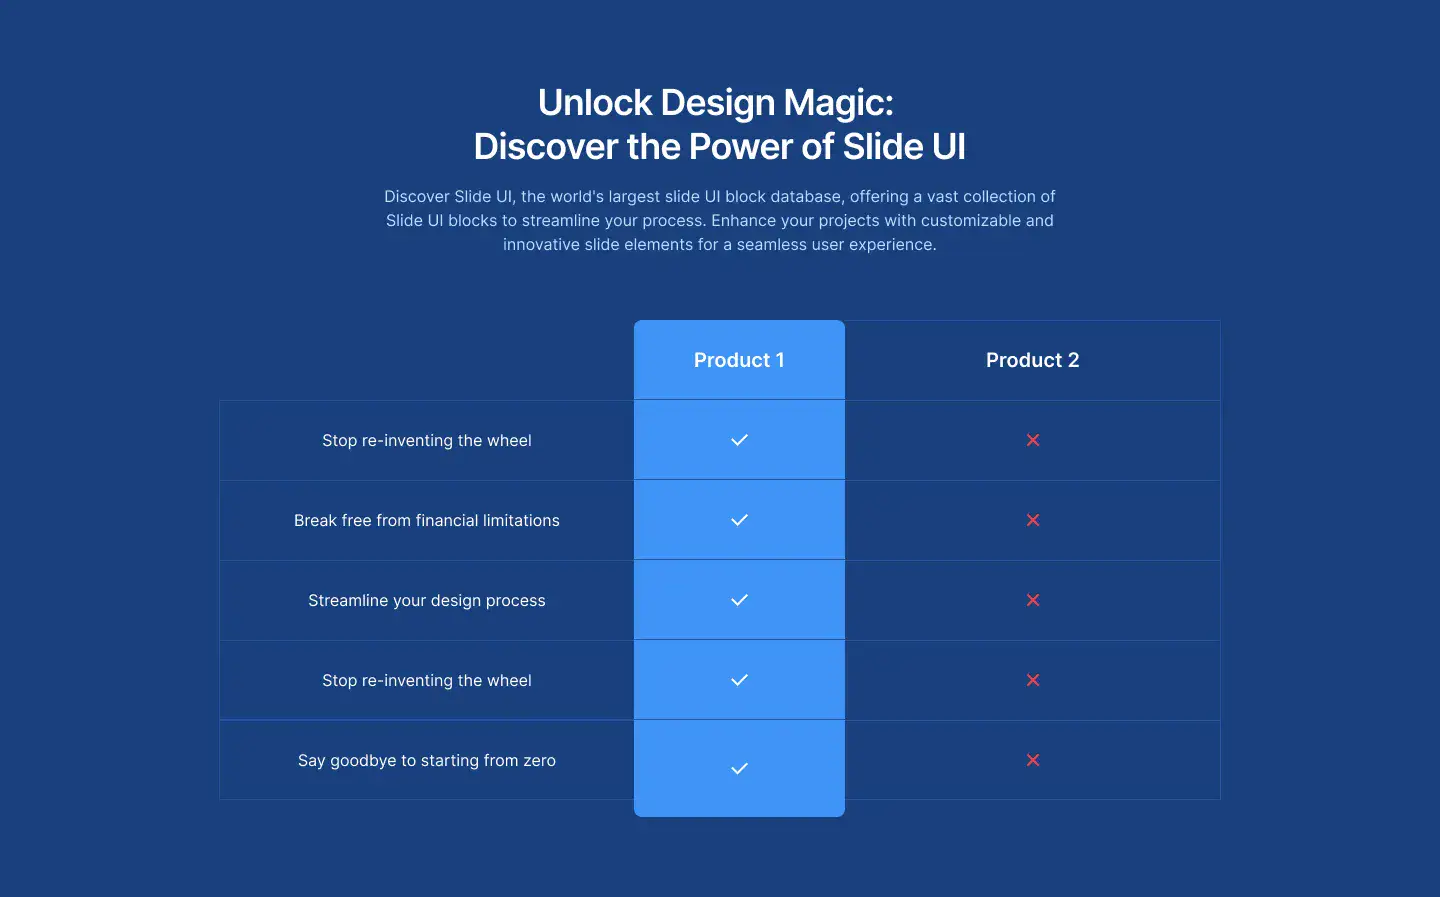 Unlock Design Magic:
Discover the Power of Slide UI
Discover Slide UI, the world's largest slide UI block database, offering a vast collection of
Slide UI blocks to streamline your process. Enhance your projects with customizable and
innovative slide elements for a seamless user experience.
Product 1
Product 2
Stop re-inventing the wheel
Break free from financial limitations
Streamline your design process
Stop re-inventing the wheel
Say goodbye to starting from zero